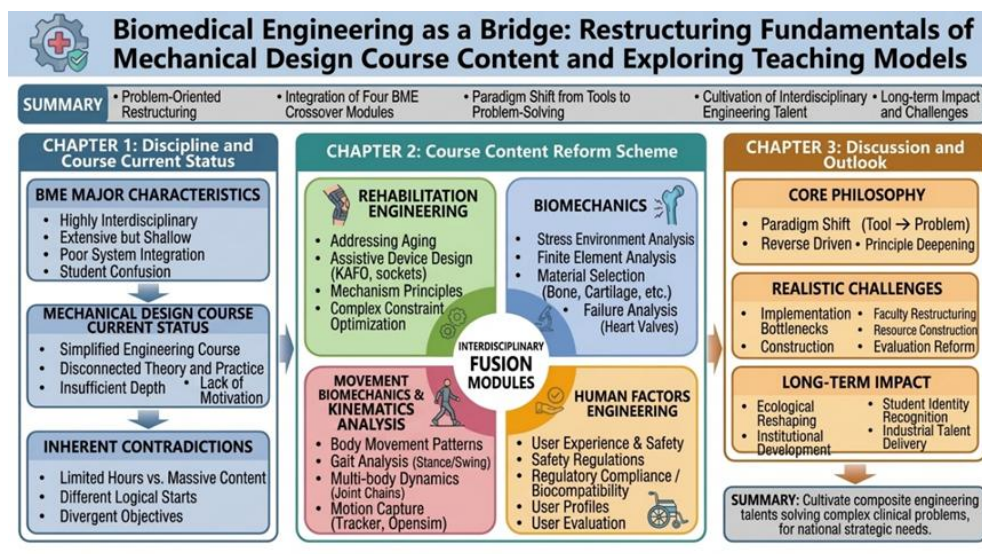 Biomedical Engineering as a Bridge: Restructuring Fundamentals of
Mechanical Design Course Content and Exploring Teaching Models
SUMMARY
• Problem-Oriented
Restructuring
• Integration of Four BME
Crossover Modules
• Paradigm Shift from Tools to
Problem-Solving
• Cultivation of Interdisciplinary
Engineering Talent
• Long-term Impact
and Challenges
CHAPTER 1: Discipline and
Course Current Status
BME MAJOR CHARACTERISTICS
• Highly Interdisciplinary
• Extensive but Shallow
• Poor System Integration
• Student Confusion
MECHANICAL DESIGN COURSE
CURRENT STATUS
• Simplified Engineering Course
• Disconnected Theory and Practice
• Insufficient Depth
• Lack of
Motivation
INHERENT CONTRADICTIONS
• Limited Hours vs. Massive Content
• Different Logical Starts
• Divergent Objectives
CHAPTER 2: Course Content Reform Scheme
REHABILITATION
ENGINEERING
• Addressing Aging
• Assistive Device Design
(KAFO, sockets)
• Mechanism Principles
• Complex Constraint
Optimization
BIOMECHANICS
• Stress Environment Analysis
• Finite Element Analysis
• Material Selection
(Bone, Cartilage, etc.)
• Failure Analysis
(Heart Valves)
INTERDISCIPLINARY
FUSION
MODULES
MOVEMENT
BIOMECHANICS &
KINEMATICS
ANALYSIS
• Body Movement Patterns
• Gait Analysis (Stance/Swing)
• Multi-body Dynamics
(Joint Chains)
• Motion Capture
(Tracker, Opensim)
HUMAN FACTORS
ENGINEERING
• User Experience & Safety
• Safety Regulations
• Regulatory Compliance /
Biocompatibility
• User Profiles
• User Evaluation
CHAPTER 3: Discussion and
Outlook
CORE PHILOSOPHY
• Paradigm Shift (Tool → Problem)
• Reverse Driven • Principle Deepening
REALISTIC CHALLENGES
• Implementation
Bottlenecks
• Construction
• Faculty Restructuring
• Resource Construction
• Evaluation Reform
LONG-TERM IMPACT
• Ecological
Reshaping
• Institutional
Development
• Student Identity
Recognition
• Industrial Talent
Delivery
SUMMARY: Cultivate composite engineering
talents solving complex clinical problems,
for national strategic needs.